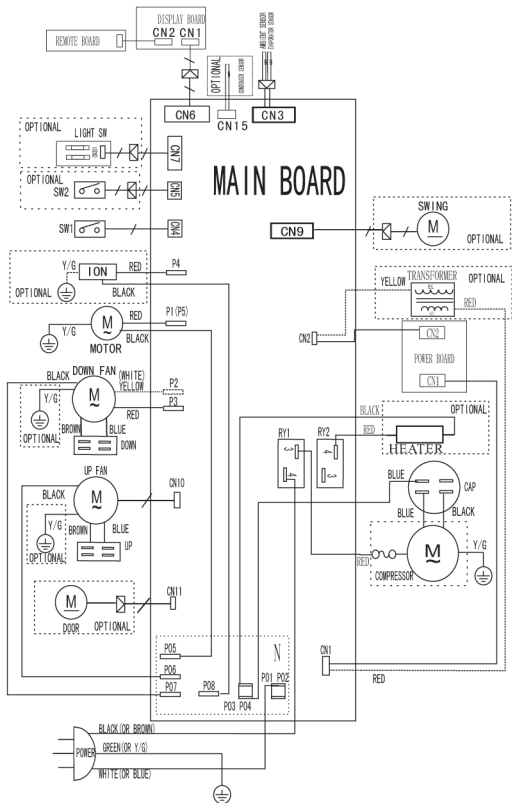 DISPLAY BOARD
CN2 CN1
REMOTE BOARD
AMBIENT SENSOR
EVAPORATOR SENSOR
OPTIONAL
CONDENSER SENSOR
CN6
CN15
CN3
OPTIONAL
LIGHT SW
CN7
OPTIONAL
SW2
CN5
SW1
CN4
MAIN BOARD
CN9
SWING
M
OPTIONAL
Y/G
ION
RED
P4
OPTIONAL
BLACK
YELLOW
TRANSFORMER
OPTIONAL
RED
Y/G
M
MOTOR
RED
P1(P5)
BLACK
CN2
CN2
POWER BOARD
CN1
BLACK
DOWN FAN
(WHITE)
YELLOW
P2
M
~
P3
RED
Y/G
OPTIONAL
BROWN
BLUE
DOWN
BLACK
OPTIONAL
RED
HEATER
RY1
RY2
3
4
4
3
UP FAN
BLACK
M
~
CN10
Y/G
OPTIONAL
BROWN
BLUE
UP
BLUE
CAP
BLUE
BLACK
M
~
Y/G
RED
COMPRESSOR
M
DOOR
OPTIONAL
CN11
P05
P06
P07
P08
N
P03 P04
P01 P02
CN1
RED
POWER
BLACK(OR BROWN)
GREEN(OR Y/G)
WHITE(OR BLUE)